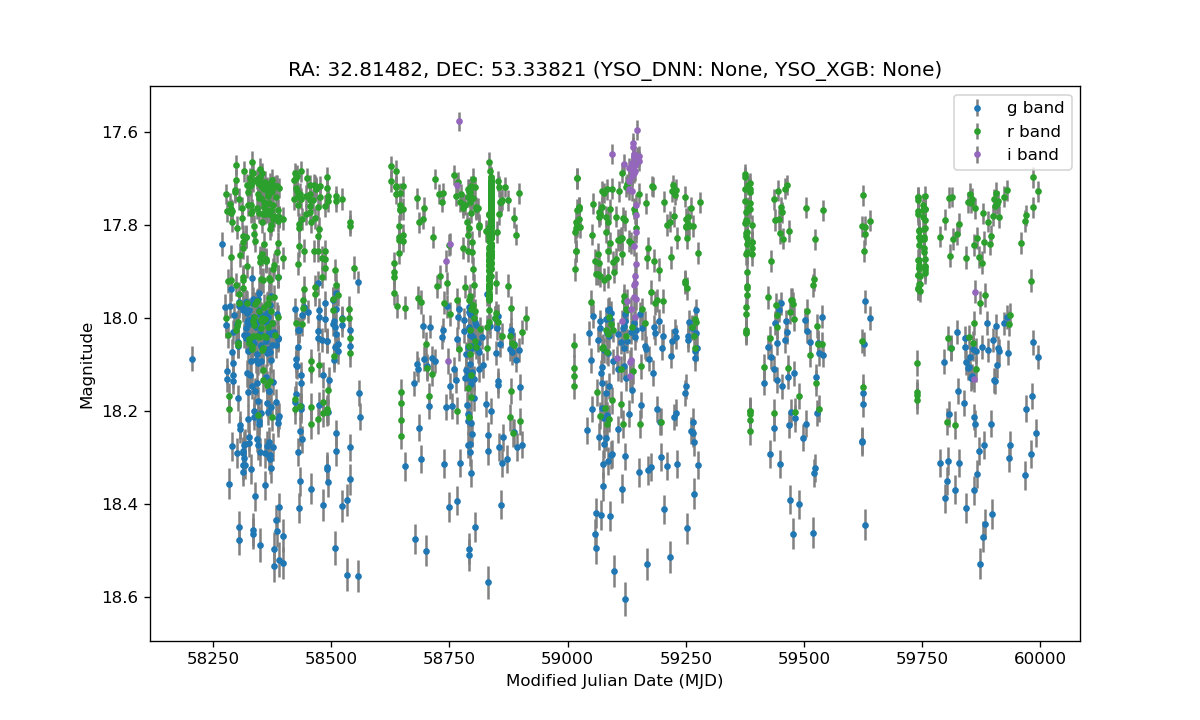 RA: 32.81482, DEC: 53.33821 (YSO_DNN: None, YSO_XGB: None)
g band
r band
i band
17.6
17.8
18.0
18.2
18.4
18.6
Magnitude
58250 58500 58750 59000 59250 59500 59750 60000
Modified Julian Date (MJD)